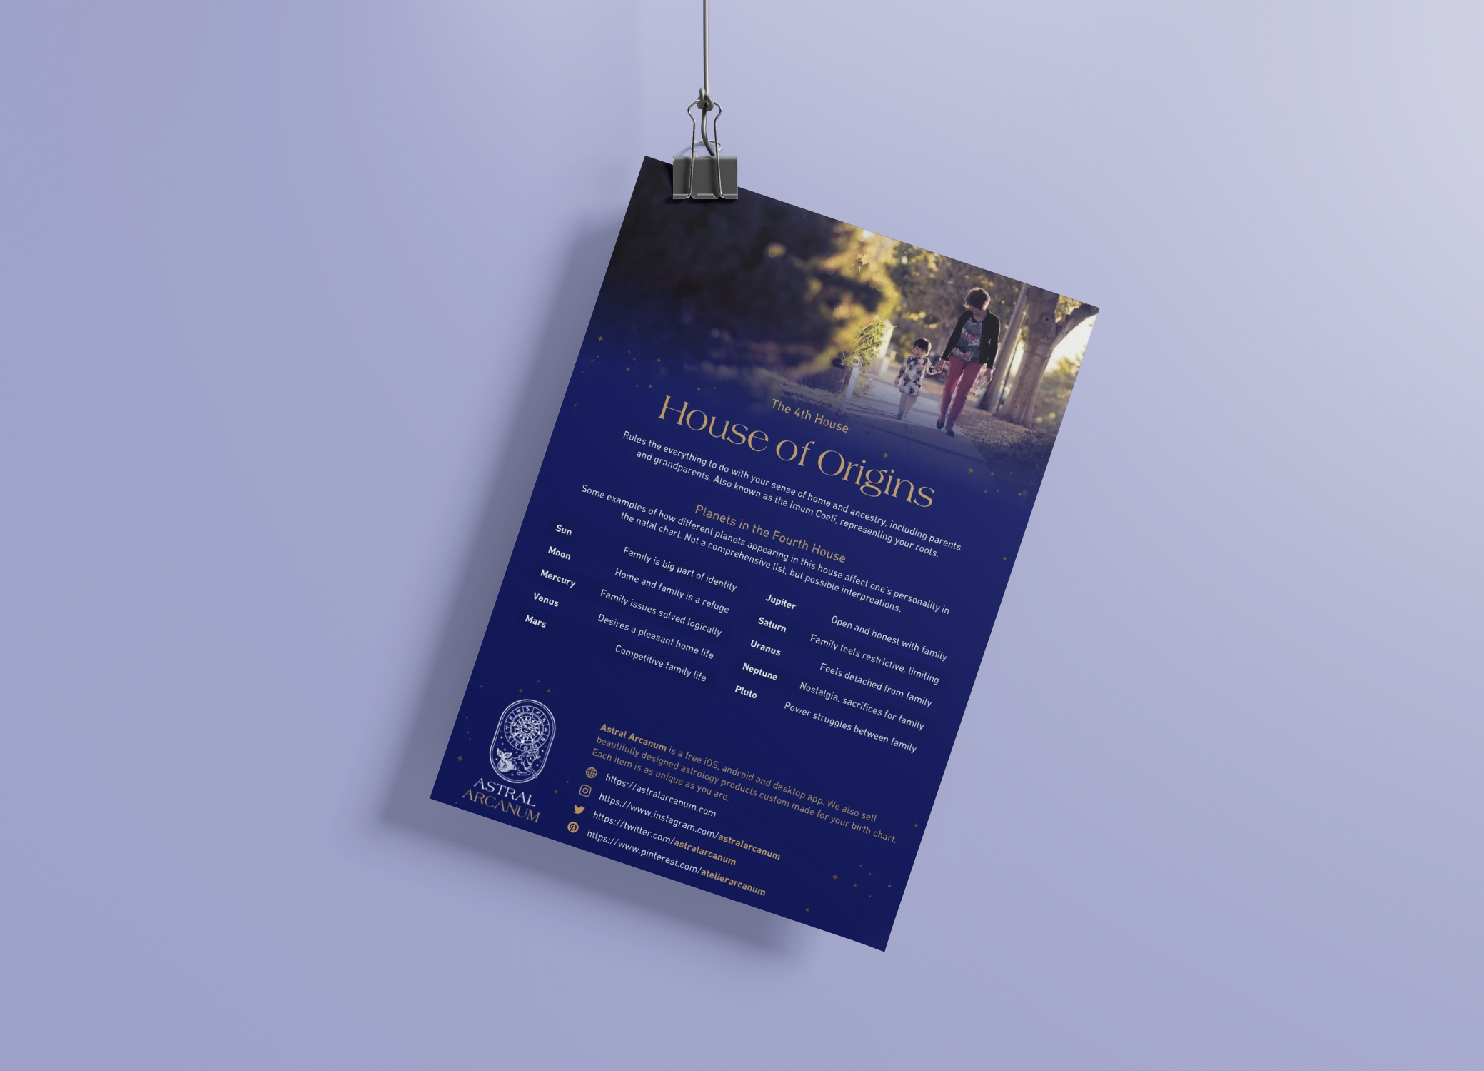 The 4th House
House of Origins
Rules the everything to do with your sense of home and ancestry, including parents
and grandparents. Also known as the Imum Coeli, representing your roots.
Planets in the Fourth House
Some examples of how different planets appearing in this house affect one's personality in
the natal chart. Not a comprehensive list, but possible interpreations.
Sun Family is big part of identity
Moon Home and family is a refuge
Mercury Family issues solved logically
Venus Desires a pleasant home life
Mars Competitive family life
Jupiter Open and honest with family
Saturn Family feels restrictive, limiting
Uranus Feels detached from family
Neptune Nostalgia, sacrifices for family
Pluto Power struggles between family
ASTRAL
ARCANUM
Astral Arcanum is a free iOS, android and desktop app. We also sell
beautifully designed astrology products custom made for your birth chart.
Each item is as unique as you are.
https://astralarcanum.com
https://www.instagram.com/astralarcanum
https://twitter.com/astralarcanum
https://www.pinterest.com/atelierarcanum